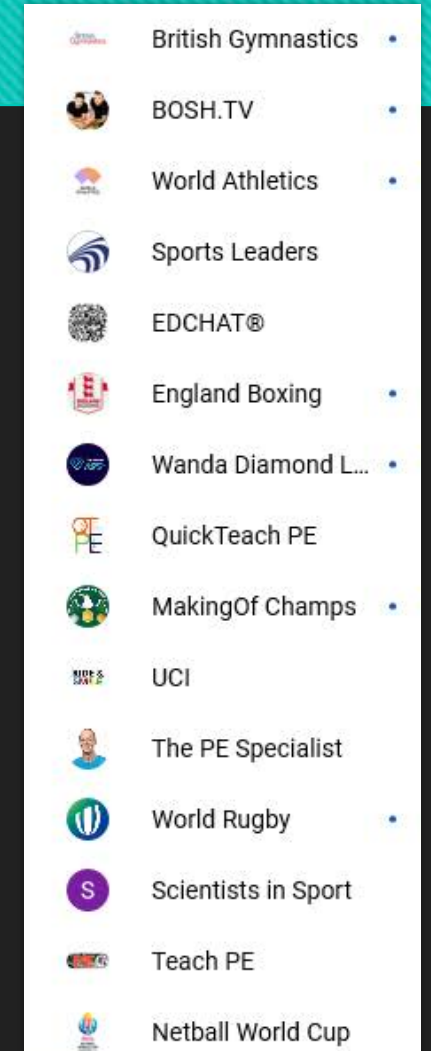 British Gymnastics
BOSH.TV
World Athletics
Sports Leaders
EDCHAT®
England Boxing
Wanda Diamond L...
QuickTeach PE
MakingOf Champs
UCI
The PE Specialist
World Rugby
S
Scientists in Sport
Teach PE
Netball World Cup